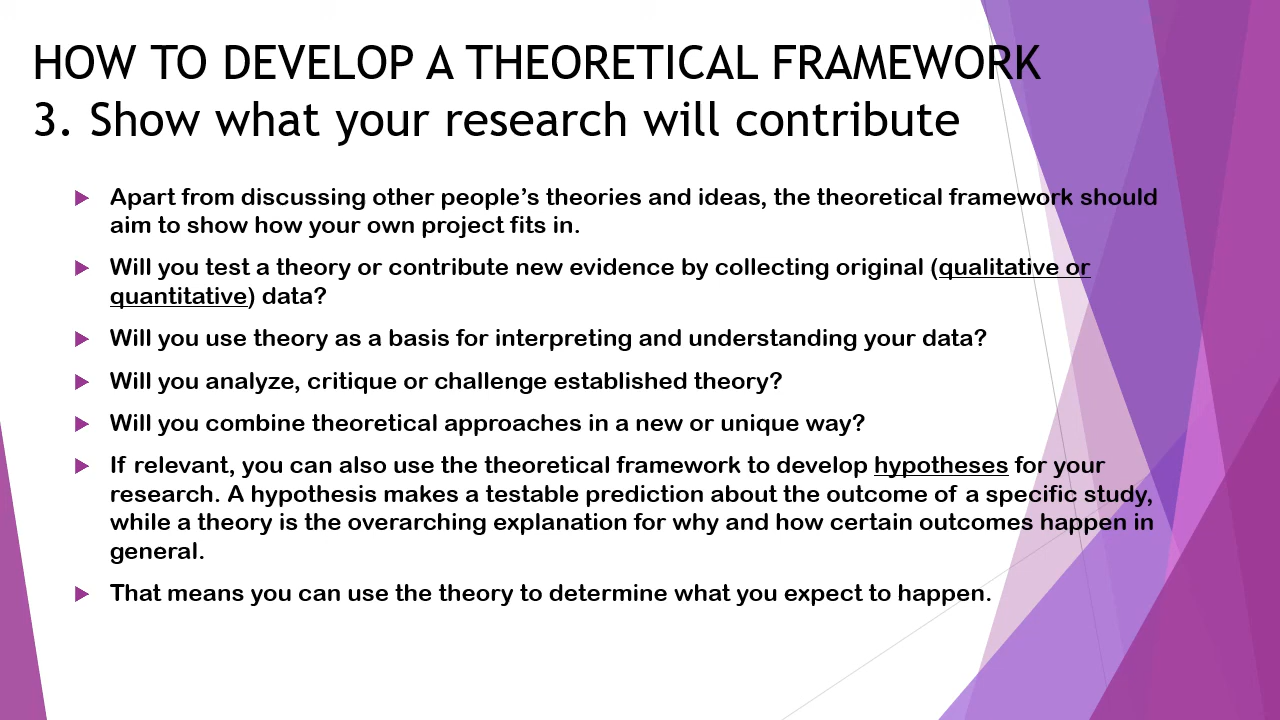 HOW TO DEVELOP A THEORETICAL FRAMEWORK
3. Show what your research will contribute
Apart from discussing other people’s theories and ideas, the theoretical framework should
aim to show how your own project fits in.
Will you test a theory or contribute new evidence by collecting original (qualitative or
quantitative) data?
Will you use theory as a basis for interpreting and understanding your data?
Will you analyze, critique or challenge established theory?
Will you combine theoretical approaches in a new or unique way?
If relevant, you can also use the theoretical framework to develop hypotheses for your
research. A hypothesis makes a testable prediction about the outcome of a specific study,
while a theory is the overarching explanation for why and how certain outcomes happen in
general.
That means you can use the theory to determine what you expect to happen.